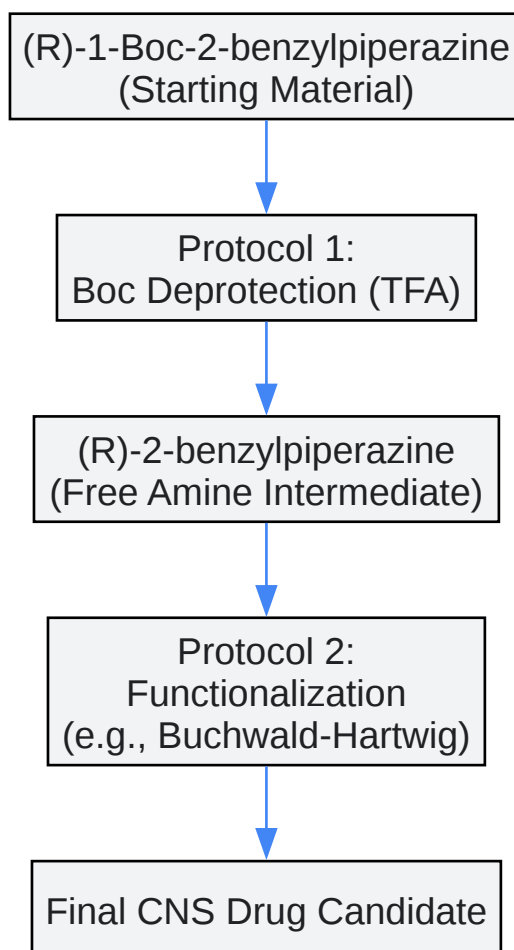 (R)-1-Boc-2-benzylpiperazine
(Starting Material)
Protocol 1:
Boc Deprotection (TFA)
(R)-2-benzylpiperazine
(Free Amine Intermediate)
Protocol 2:
Functionalization
(e.g., Buchwald-Hartwig)
Final CNS Drug Candidate